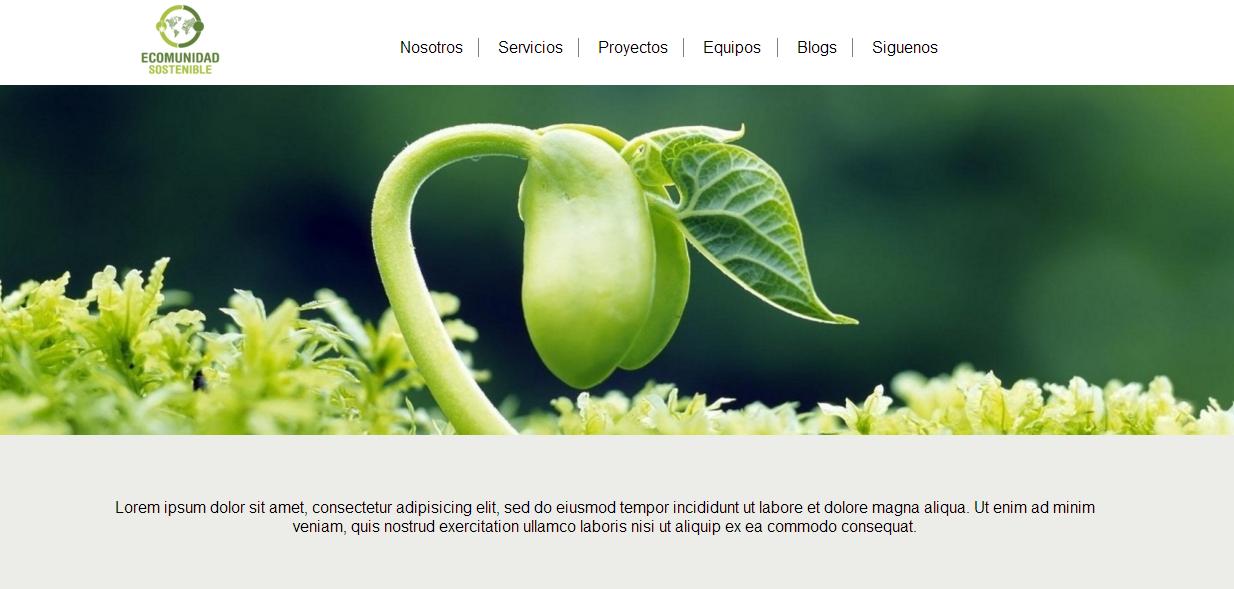 ECOMUNIDAD
SOSTENIBLE
Nosotros Servicios Proyectos Equipos Blogs Siguenos
Lorem ipsum dolor sit amet, consectetur adipisicing elit, sed do eiusmod tempor incididunt ut labore et dolore magna aliqua. Ut enim ad minim
veniam, quis nostrud exercitation ullamco laboris nisi ut aliquip ex ea commodo consequat.